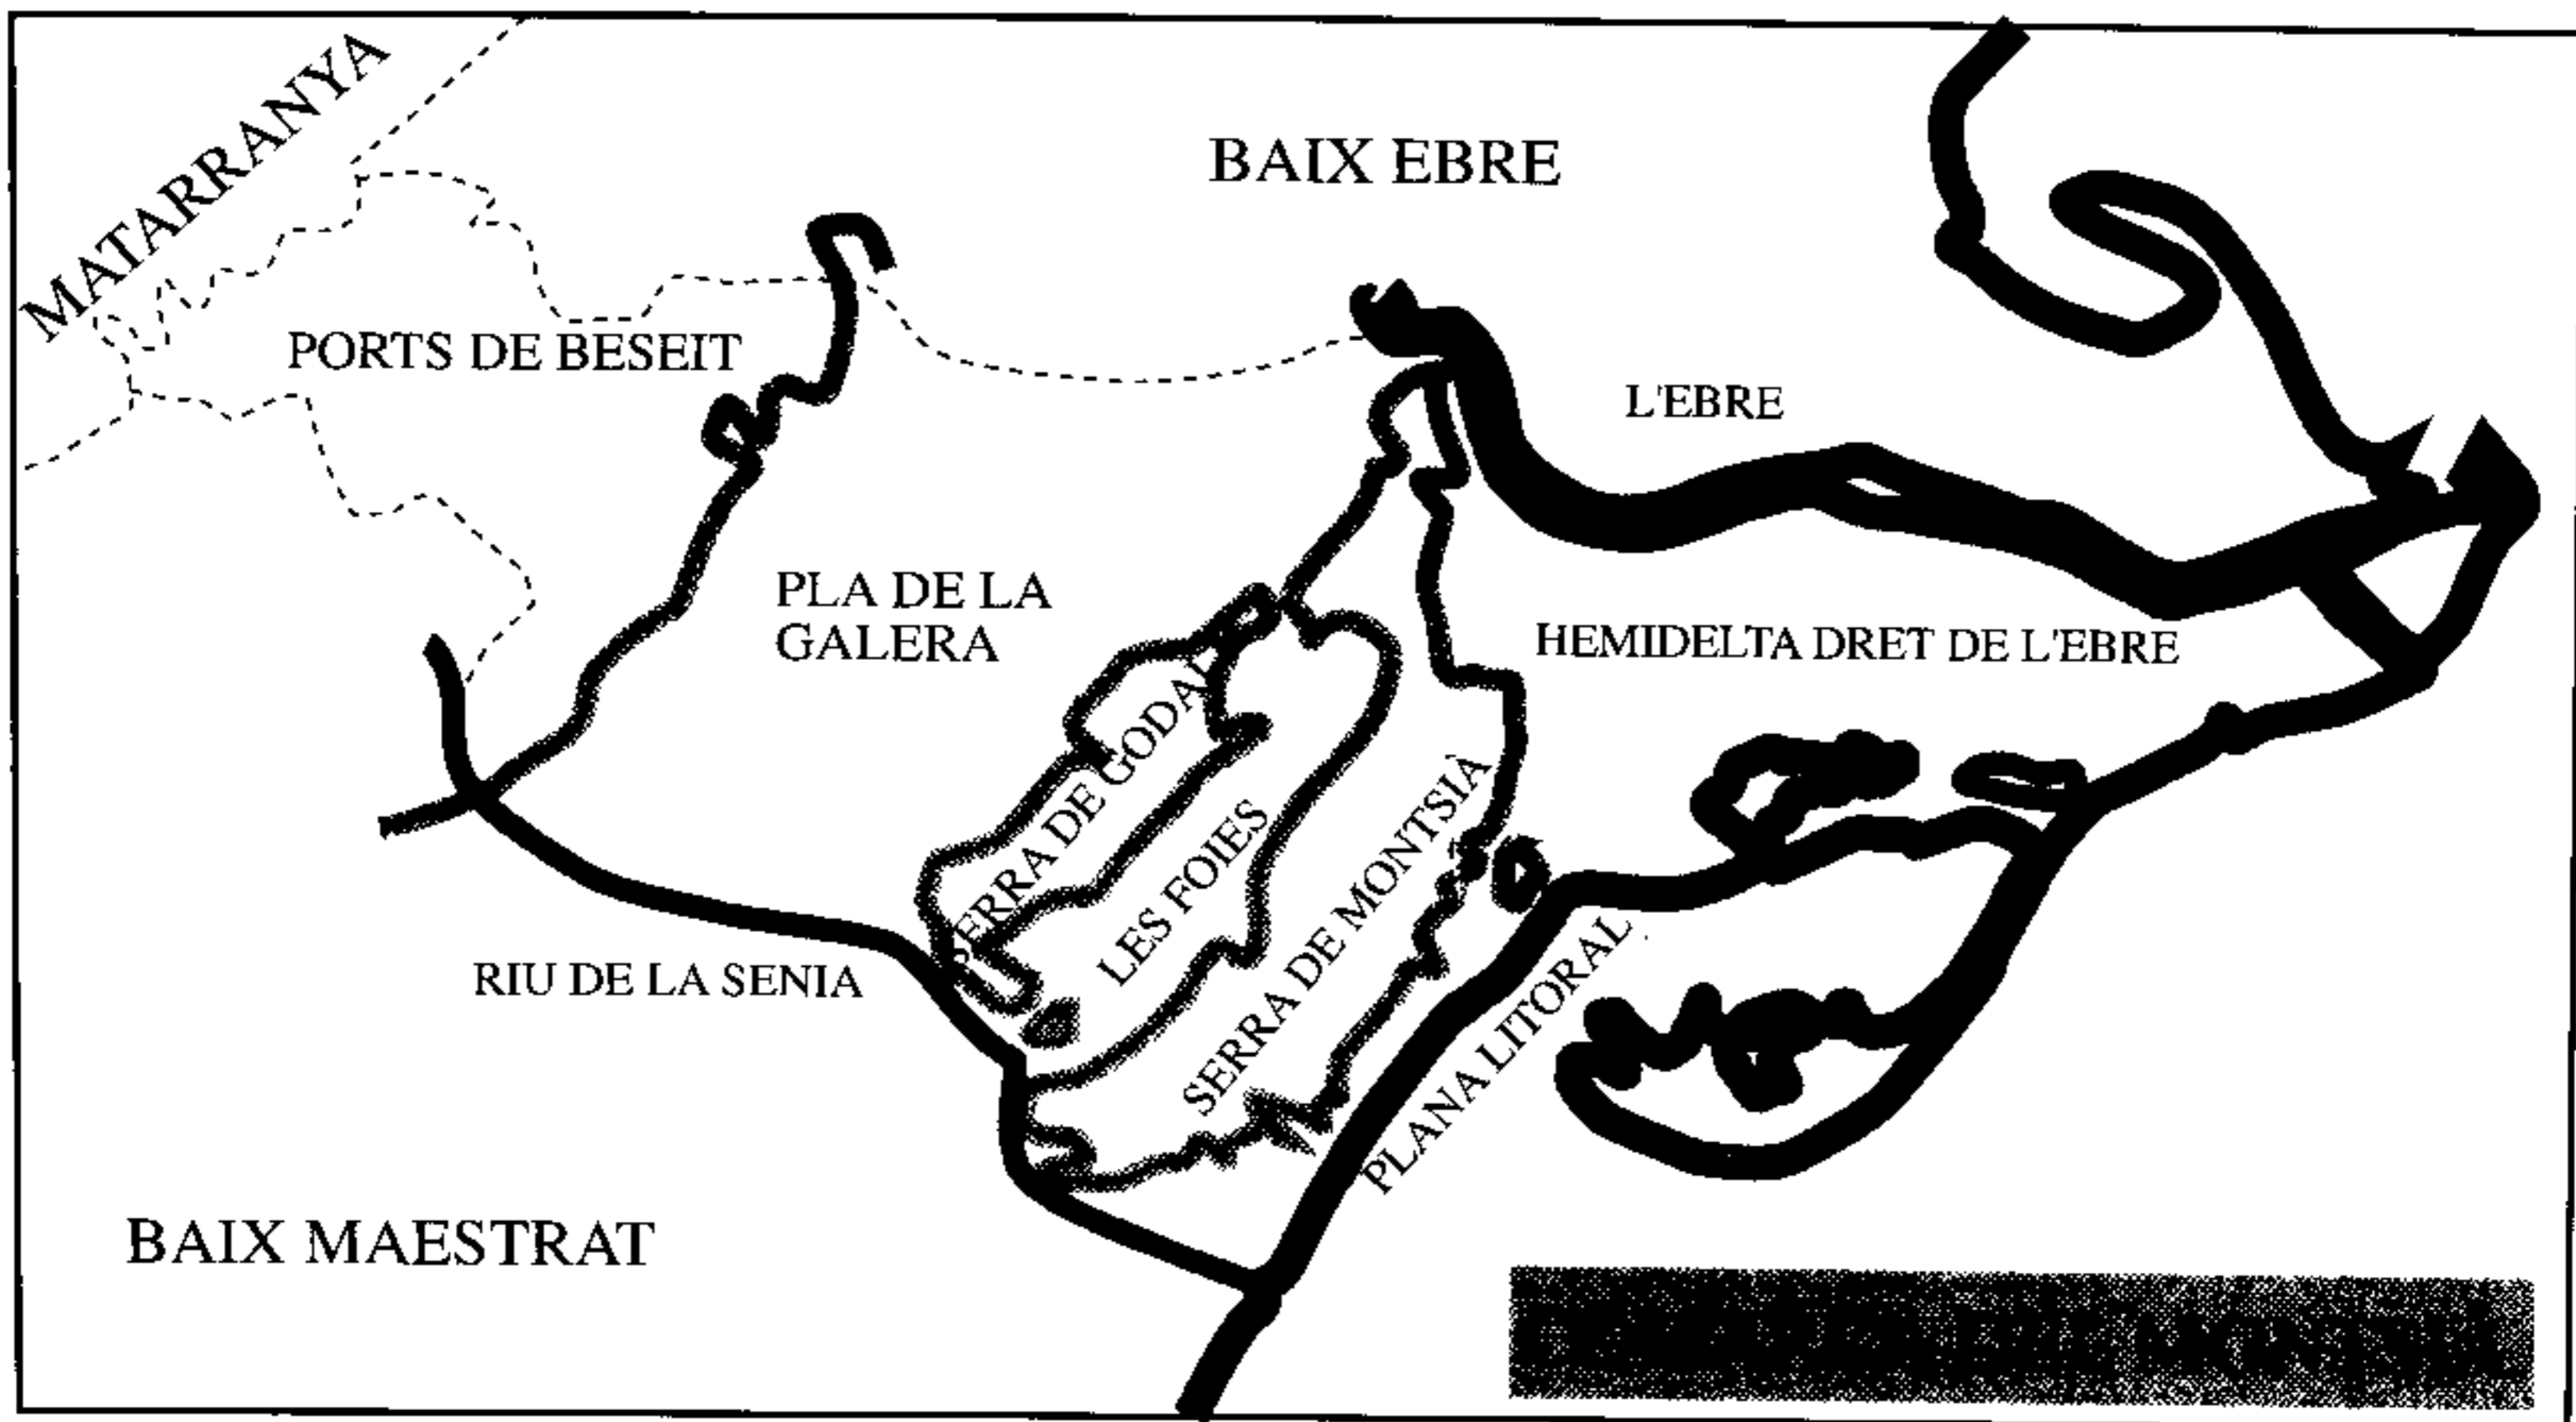 MATARRANYA
BAIX EBRE
PORTS DE BESEIT
L'EBRE
PLA DE LA
GALERA
HEMIDELTA DRET DE L'EBRE
SERRA DE GODALL
LES FOIES
SERRA DE MONTSIÀ
PLANA LITORAL
RIU DE LA SENIA
BAIX MAESTRAT